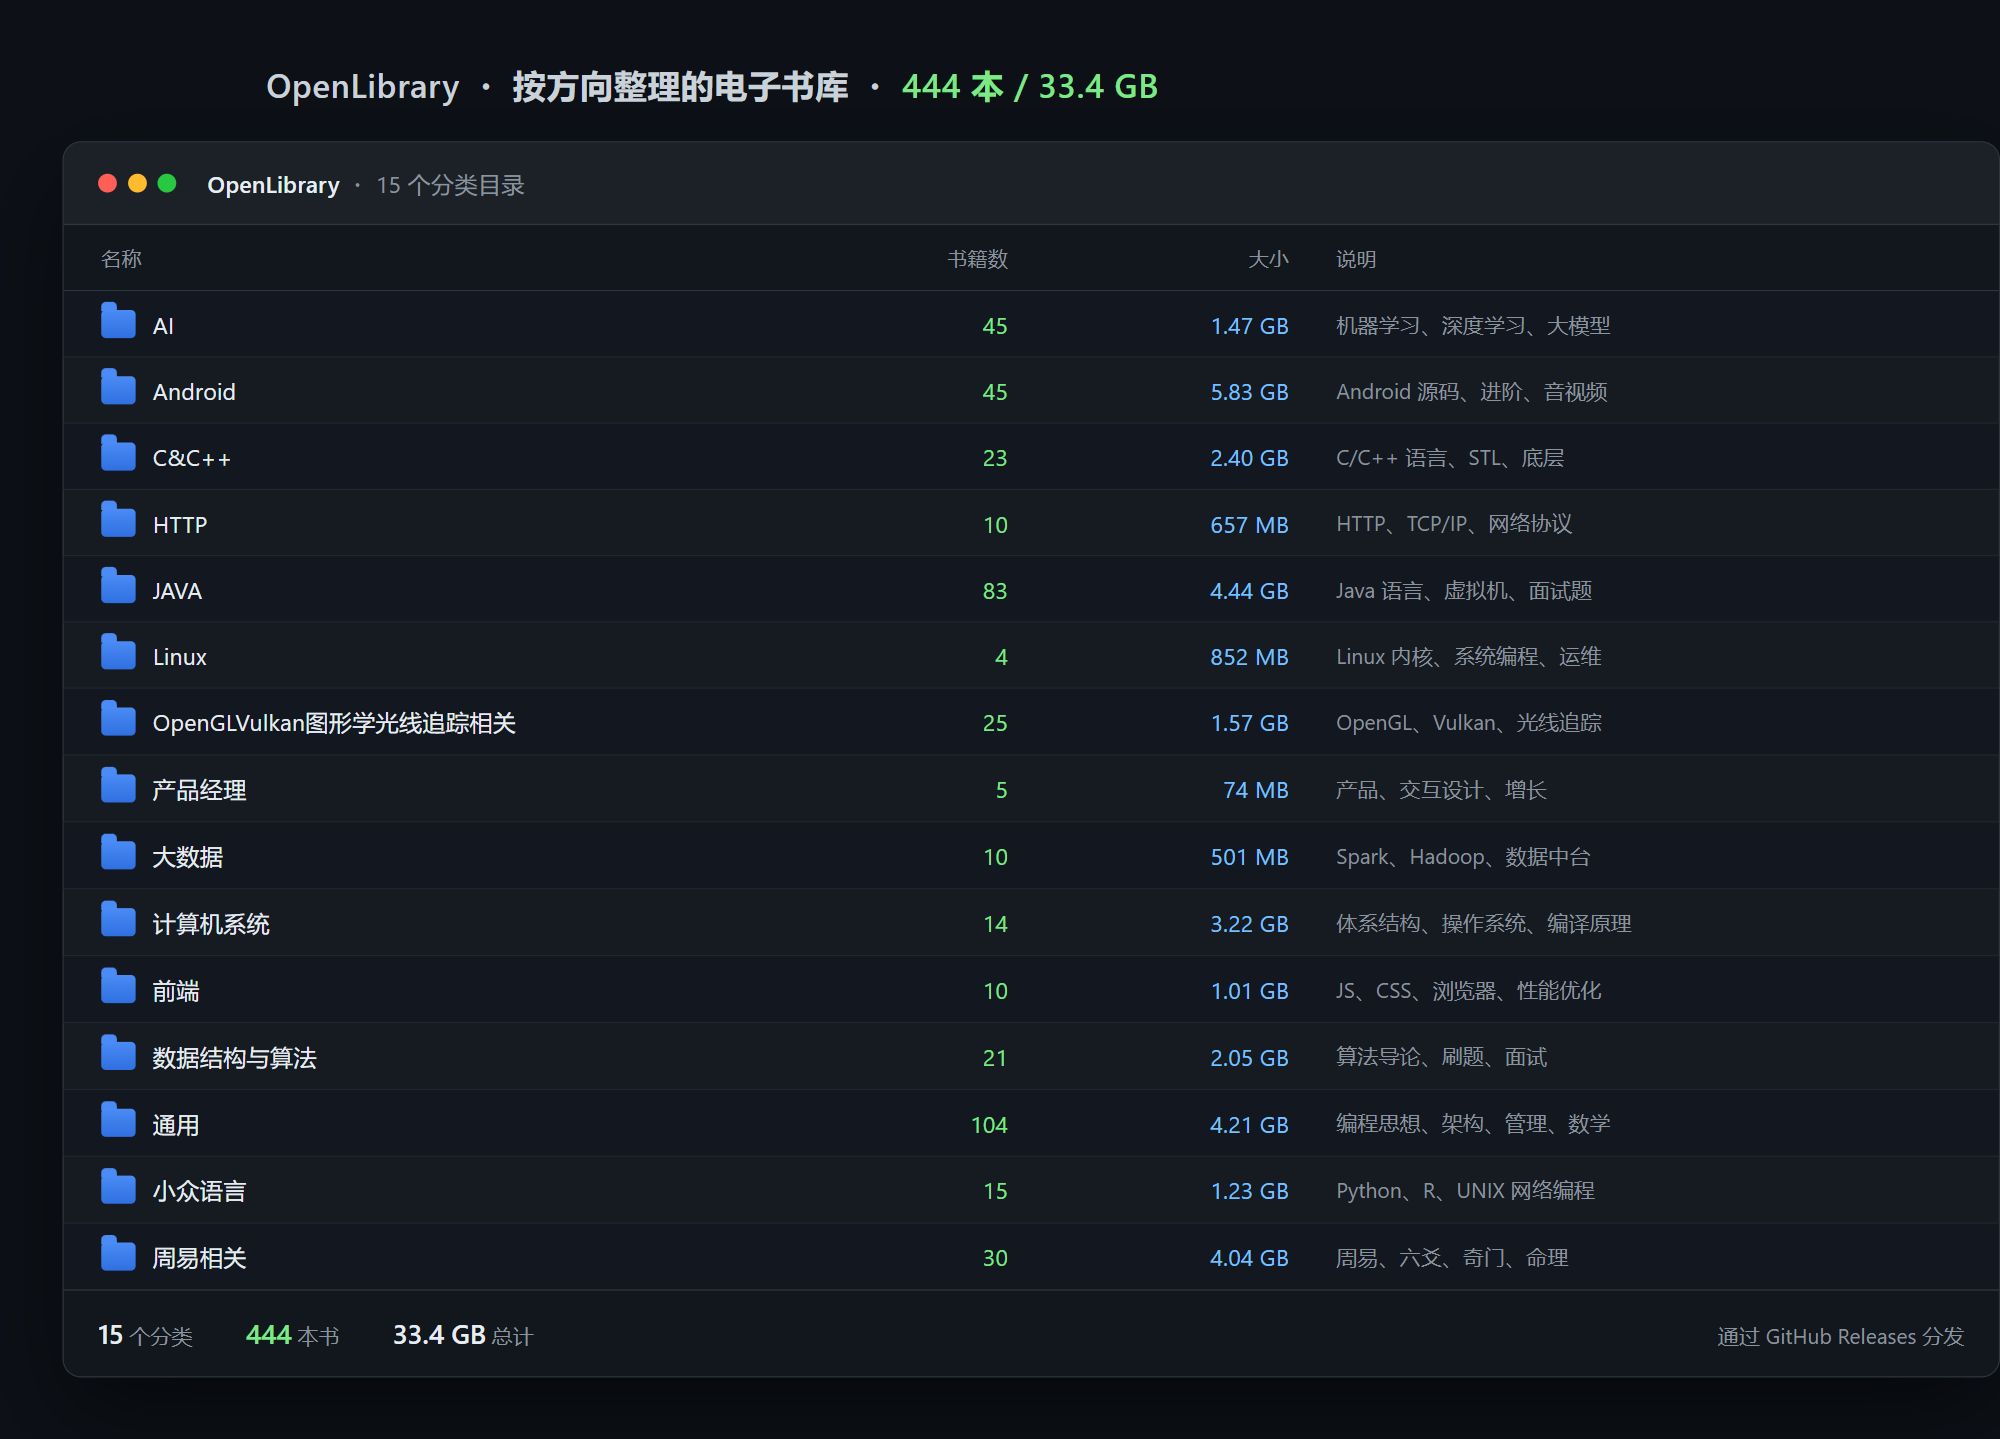 OpenLibrary · 按方向整理的电子书库 · 444 本 / 33.4 GB
OpenLibrary · 15 个分类目录
名称 书籍数 大小 说明
AI 45 1.47 GB 机器学习、深度学习、大模型
Android 45 5.83 GB Android 源码、进阶、音视频
C&C++ 23 2.40 GB C/C++ 语言、STL、底层
HTTP 10 657 MB HTTP、TCP/IP、网络协议
JAVA 83 4.44 GB Java 语言、虚拟机、面试题
Linux 4 852 MB Linux 内核、系统编程、运维
OpenGLVulkan图形学光线追踪相关 25 1.57 GB OpenGL、Vulkan、光线追踪
产品经理 5 74 MB 产品、交互设计、增长
大数据 10 501 MB Spark、Hadoop、数据中台
计算机系统 14 3.22 GB 体系结构、操作系统、编译原理
前端 10 1.01 GB JS、CSS、浏览器、性能优化
数据结构与算法 21 2.05 GB 算法导论、刷题、面试
通用 104 4.21 GB 编程思想、架构、管理、数学
小众语言 15 1.23 GB Python、R、UNIX 网络编程
周易相关 30 4.04 GB 周易、六爻、奇门、命理
15 个分类 444 本书 33.4 GB 总计 通过 GitHub Releases 分发